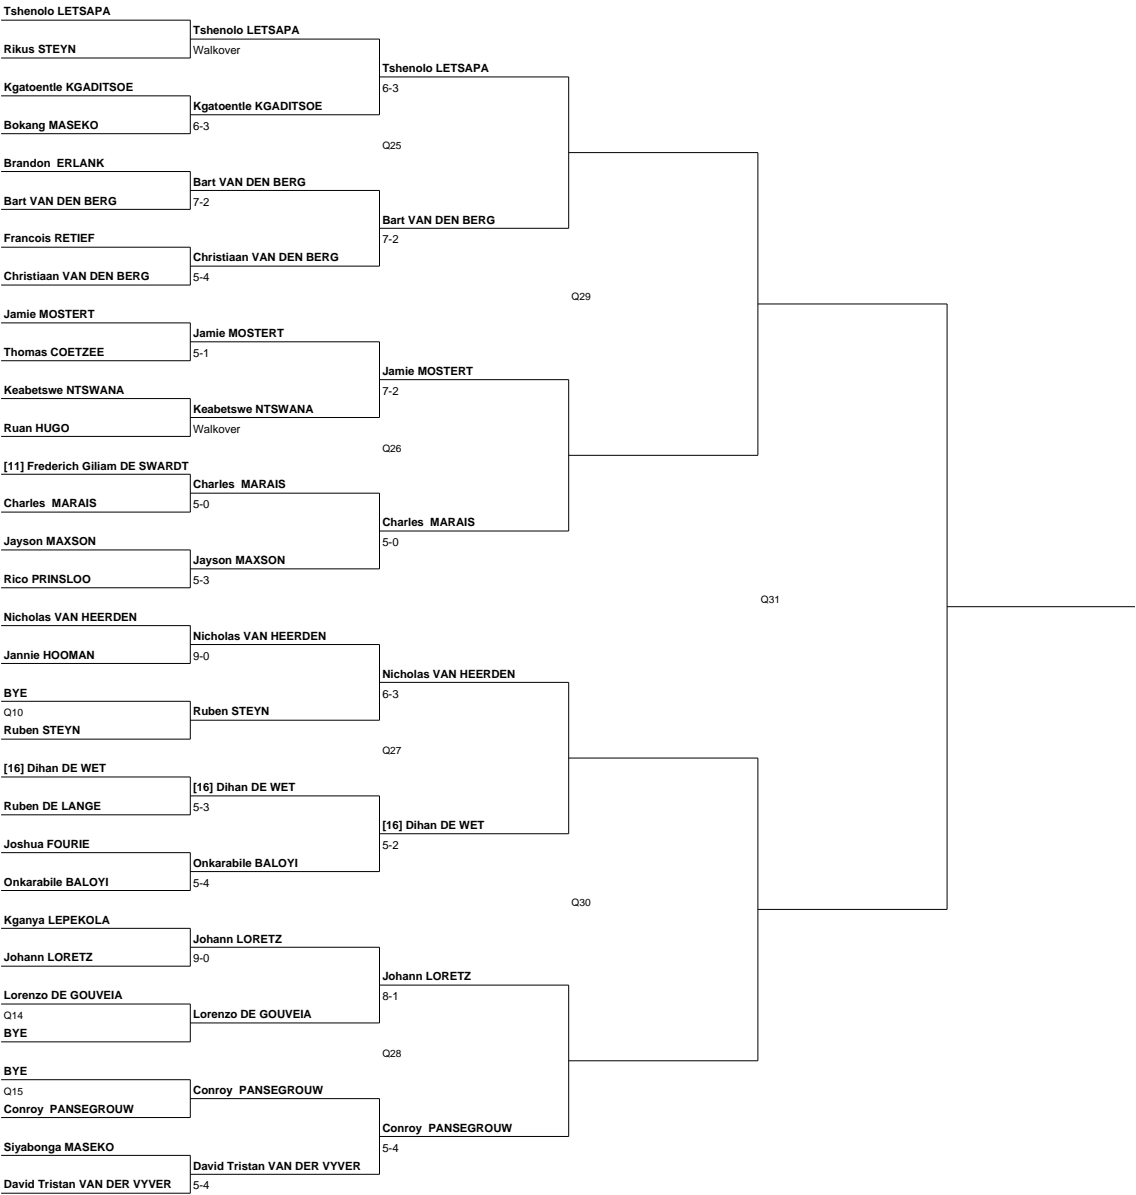 Tshenolo LETSAPA
Tshenolo LETSAPA
Rikus STEYN
Walkover
Tshenolo LETSAPA
Kgatoentle KGADITSOE
6-3
Kgatoentle KGADITSOE
Bokang MASEKO
6-3
Q25
Brandon ERLANK
Bart VAN DEN BERG
Bart VAN DEN BERG
7-2
Bart VAN DEN BERG
Francois RETIEF
7-2
Christiaan VAN DEN BERG
Christiaan VAN DEN BERG
5-4
Q29
Jamie MOSTERT
Jamie MOSTERT
Thomas COETZEE
5-1
Jamie MOSTERT
Keabetswe NTSWANA
7-2
Keabetswe NTSWANA
Ruan HUGO
Walkover
Q26
[11] Frederich Giliam DE SWARDT
Charles MARAIS
Charles MARAIS
5-0
Charles MARAIS
Jayson MAXSON
5-0
Jayson MAXSON
Rico PRINSLOO
5-3
Q31
Nicholas VAN HEERDEN
Nicholas VAN HEERDEN
Jannie HOOMAN
9-0
Nicholas VAN HEERDEN
BYE
6-3
Q10
Ruben STEYN
Ruben STEYN
Q27
[16] Dihan DE WET
[16] Dihan DE WET
Ruben DE LANGE
5-3
[16] Dihan DE WET
Joshua FOURIE
5-2
Onkarabile BALOYI
Onkarabile BALOYI
5-4
Q30
Kganya LEPEKOLA
Johann LORETZ
Johann LORETZ
9-0
Johann LORETZ
Lorenzo DE GOUVEIA
8-1
Q14
Lorenzo DE GOUVEIA
BYE
Q28
BYE
Q15
Conroy PANSEGROUW
Conroy PANSEGROUW
Conroy PANSEGROUW
Siyabonga MASEKO
5-4
David Tristan VAN DER VYVER
David Tristan VAN DER VYVER
5-4